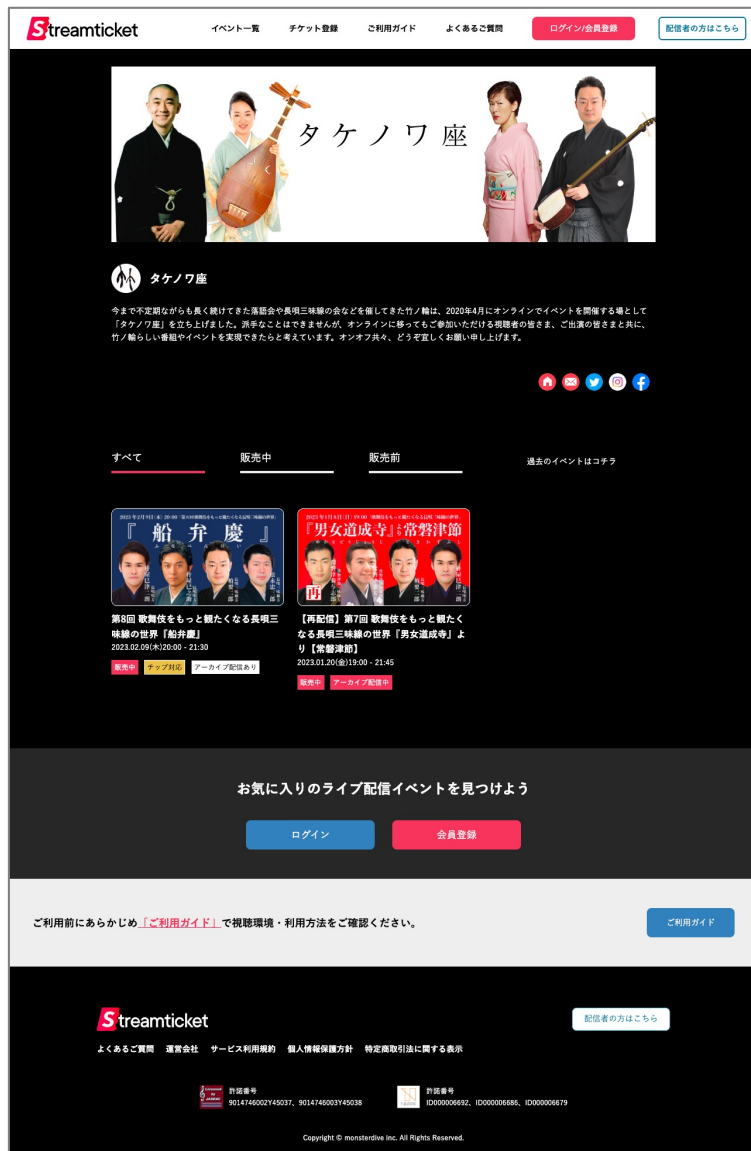 Streamticket
イベント一覧 チケット登録 ご利用ガイド よくあるご質問 ログイン/会員登録 配信者の方はこちら
タケノワ座
タケノワ座
今まで不定期ながらも長く続けてきた落語会や長唄三味線の会などを催してきた竹ノ輪は、2020年4月にオンラインでイベントを開催する場として
「タケノワ座」を立ち上げました。派手なことはできませんが、オンラインに移ってもご参加いただける視聴者の皆さま、ご出演の皆さまと共に、
竹ノ輪らしい番組やイベントを実現できたらと考えています。オンオフ共々、どうぞ宜しくお願い申し上げます。
すべて 販売中 販売前 過去のイベントはコチラ
『船弁慶』
第8回 歌舞伎をもっと観たくなる長唄三
味線の世界『船弁慶』
2023.02.09(木)20:00 - 21:30
販売中 チップ対応 アーカイブ配信あり
『男女道成寺』より常磐津節
再
【再配信】第7回 歌舞伎をもっと観たく
なる長唄三味線の世界『男女道成寺』よ
り【常磐津節】
2023.01.20(金)19:00 - 21:45
販売中 アーカイブ配信中
お気に入りのライブ配信イベントを見つけよう
ログイン 会員登録
ご利用前にあらかじめ「ご利用ガイド」で視聴環境・利用方法をご確認ください。 ご利用ガイド
Streamticket 配信者の方はこちら
よくあるご質問 運営会社 サービス利用規約 個人情報保護方針 特定商取引法に関する表示
許諾番号
9014746002Y45037、9014746003Y45038
許諾番号
ID000006692、ID000006686、ID000006679
Copyright © monsterdive inc. All Rights Reserved.